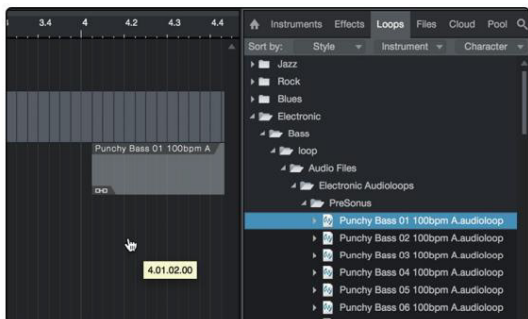 3.4 4 4.2 4.3 4.4
Punchy Bass 01 100bpm A
4.01.02.00
Instruments Effects Loops Files Cloud Pool
Sort by: Style Instrument Character
Jazz
Rock
Blues
Electronic
Bass
loop
Audio Files
Electronic Audioloops
PreSonus
Punchy Bass 01 100bpm A.audioloop
Punchy Bass 02 100bpm A.audioloop
Punchy Bass 03 100bpm A.audioloop
Punchy Bass 04 100bpm A.audioloop
Punchy Bass 05 100bpm A.audioloop
Punchy Bass 06 100bpm A.audioloop